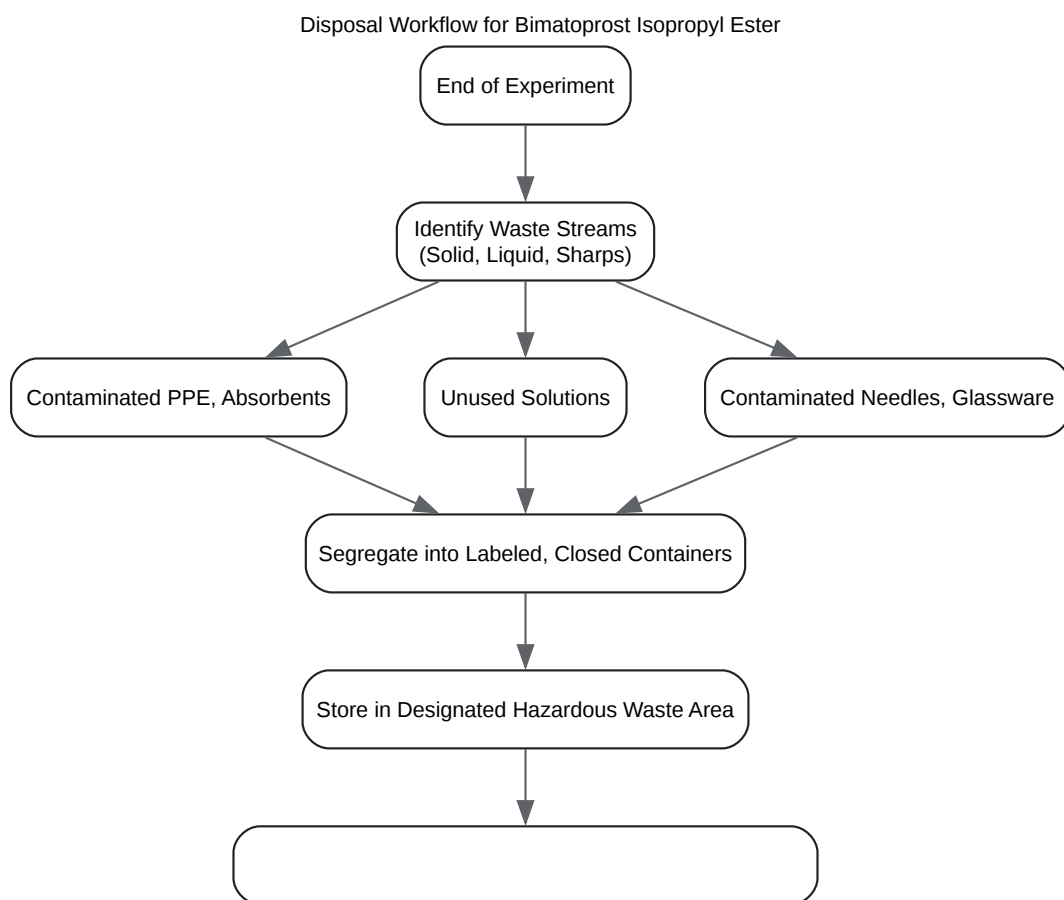 Disposal Workflow for Bimatoprost Isopropyl Ester
End of Experiment
Identify Waste Streams
(Solid, Liquid, Sharps)
Contaminated PPE, Absorbents
Unused Solutions
Contaminated Needles, Glassware
Segregate into Labeled, Closed Containers
Store in Designated Hazardous Waste Area